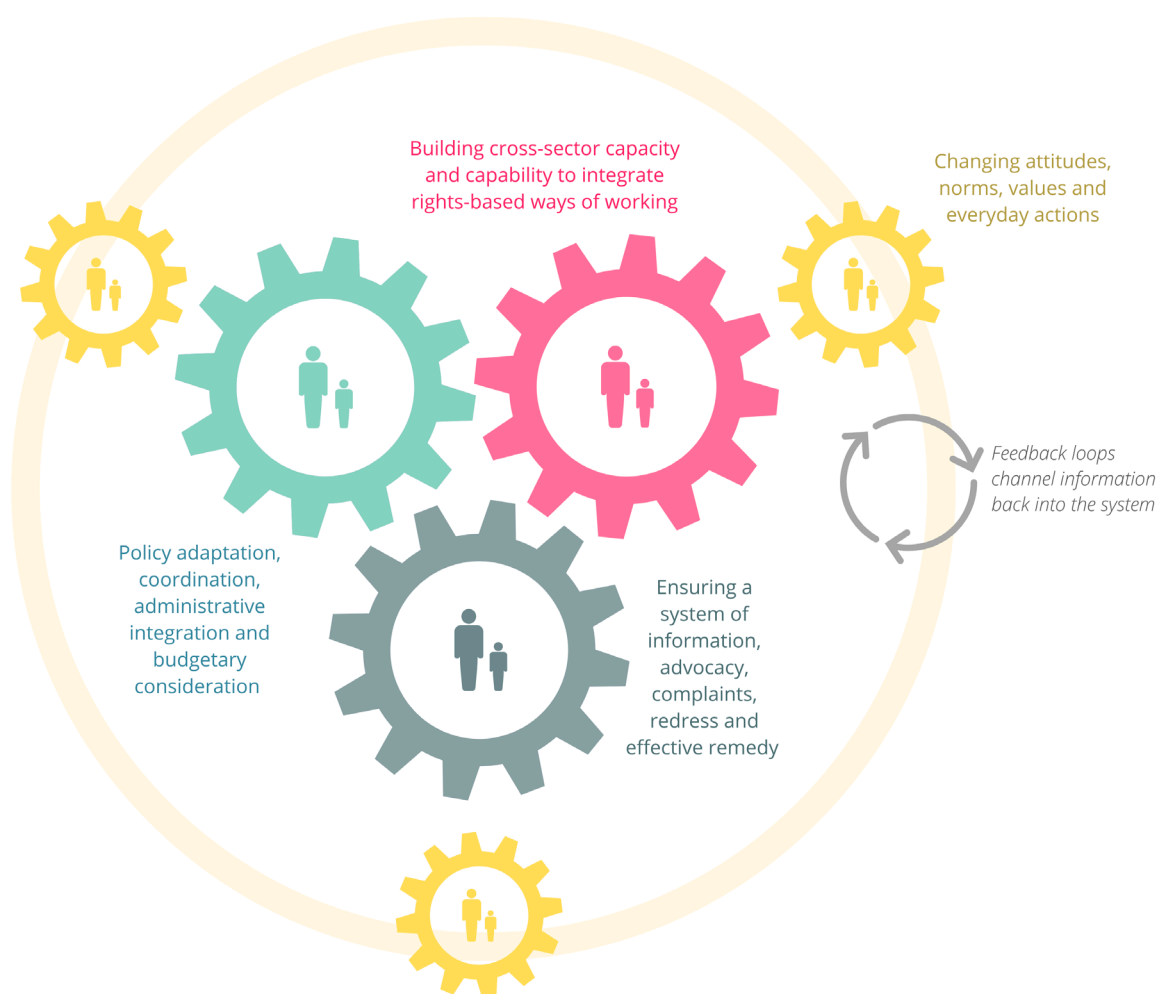 Building cross-sector capacity
and capability to integrate
rights-based ways of working
Changing attitudes,
norms, values and
everyday actions
Feedback loops
channel information
back into the system
Policy adaptation,
coordination,
administrative
integration and
budgetary
consideration
Ensuring a
system of
information,
advocacy,
complaints,
redress and
effective remedy